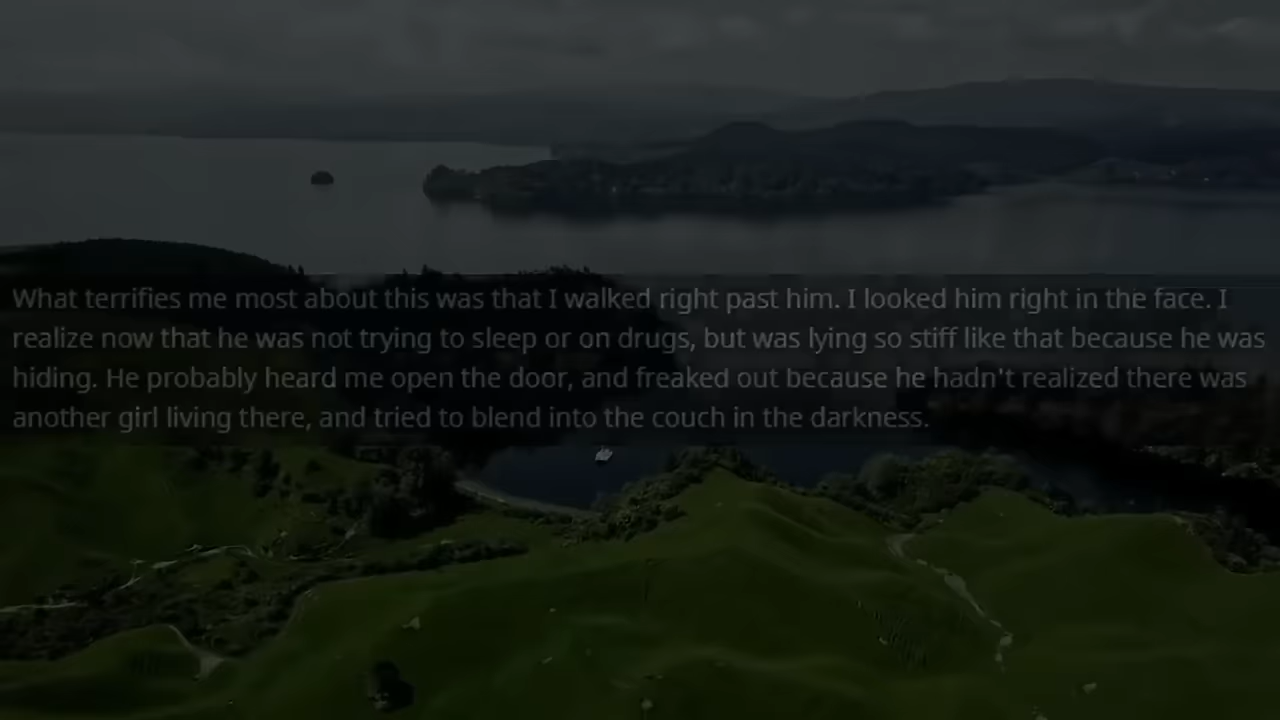 What terrifies me most about this was that I walked right past him. I looked him right in the face. I
realize now that he was not trying to sleep or on drugs, but was lying so stiff like that because he was
hiding. He probably heard me open the door, and freaked out because he hadn't realized there was
another girl living there, and tried to blend into the couch in the darkness.